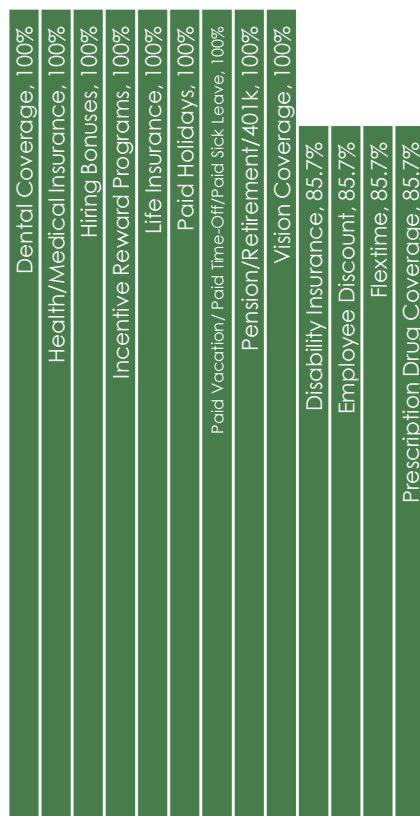 Dental Coverage, 100%
Health/Medical Insurance, 100%
Hiring Bonuses, 100%
Incentive Reward Programs, 100%
Life Insurance, 100%
Paid Holidays, 100%
Paid Vacation/ Paid Time-Off/Paid Sick Leave, 100%
Pension/Retirement/401k, 100%
Vision Coverage, 100%
Disability Insurance, 85.7%
Employee Discount, 85.7%
Flextime, 85.7%
Prescription Drug Coverage, 85.7%